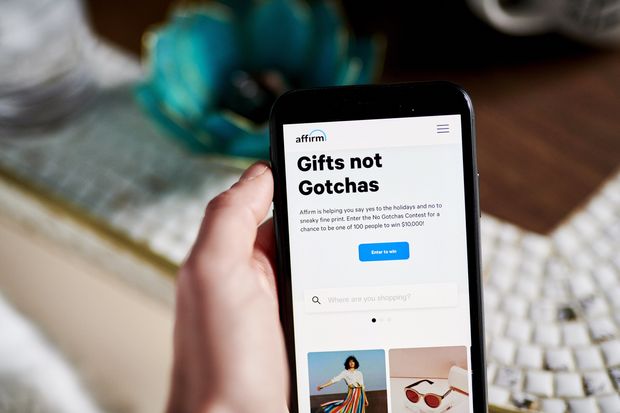 affirm
Gifts not
Gotchas
Affirm is helping you say yes to the holidays and no to
sneaky fine print. Enter the No Gotchas Contest for a
chance to be one of 100 people to win $10,000!
Enter to win
Where are you shopping?